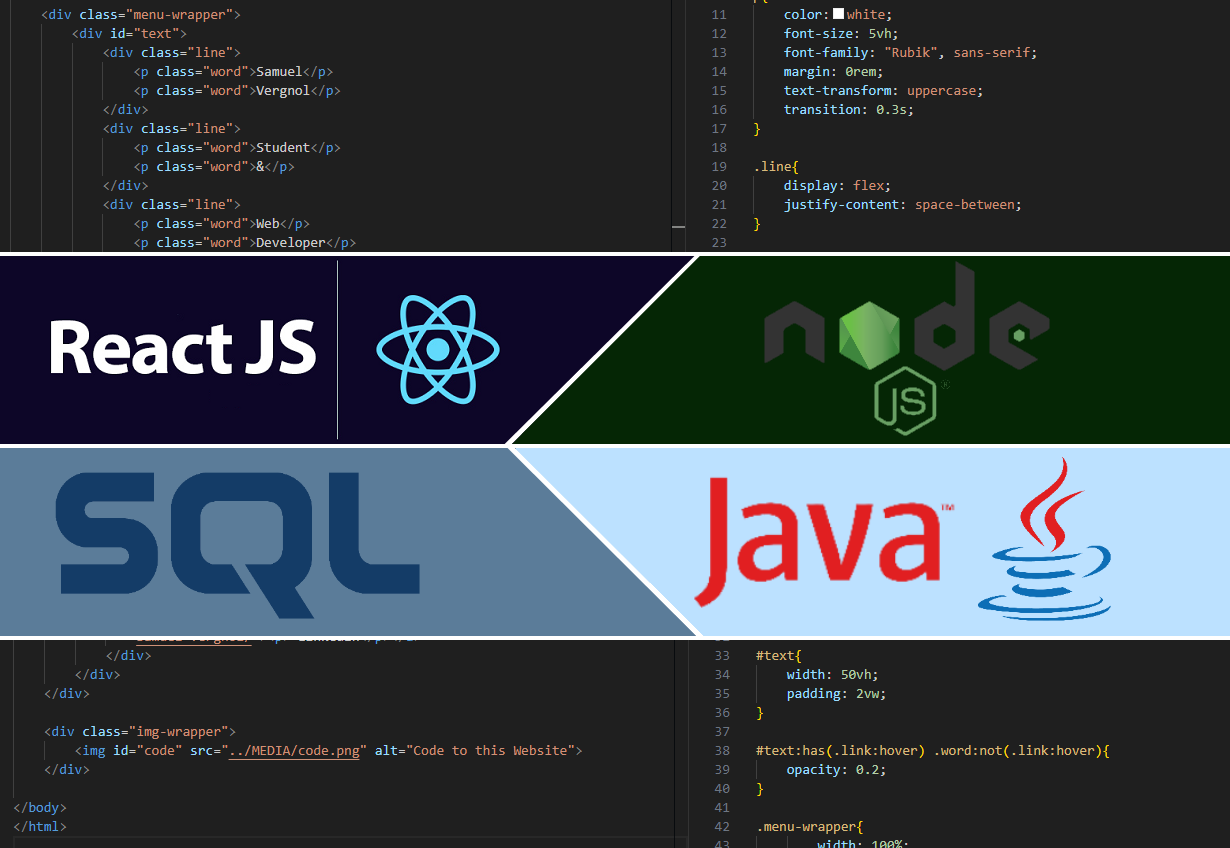 <div class="menu-wrapper">
<div id="text">
<div class="line">
<p class="word">Samuel</p>
<p class="word">Vergnol</p>
</div>
<div class="line">
<p class="word">Student</p>
<p class="word">&</p>
</div>
<div class="line">
<p class="word">Web</p>
<p class="word">Developer</p>
11 color: white;
12 font-size: 5vh;
13 font-family: "Rubik", sans-serif;
14 margin: 0rem;
15 text-transform: uppercase;
16 transition: 0.3s;
17 }
18
19 .line{
20 display: flex;
21 justify-content: space-between;
22 }
23
React JS
node
JS
®
SQL
Java™
</div>
</div>
</div>
<div class="img-wrapper">
<img id="code" src="../MEDIA/code.png" alt="Code to this Website">
</div>
</body>
</html>
33 #text{
34 width: 50vh;
35 padding: 2vw;
36 }
37
38 #text:has(.link:hover) .word:not(.link:hover){
39 opacity: 0.2;
40 }
41
42 .menu-wrapper{
43 width: 100%;